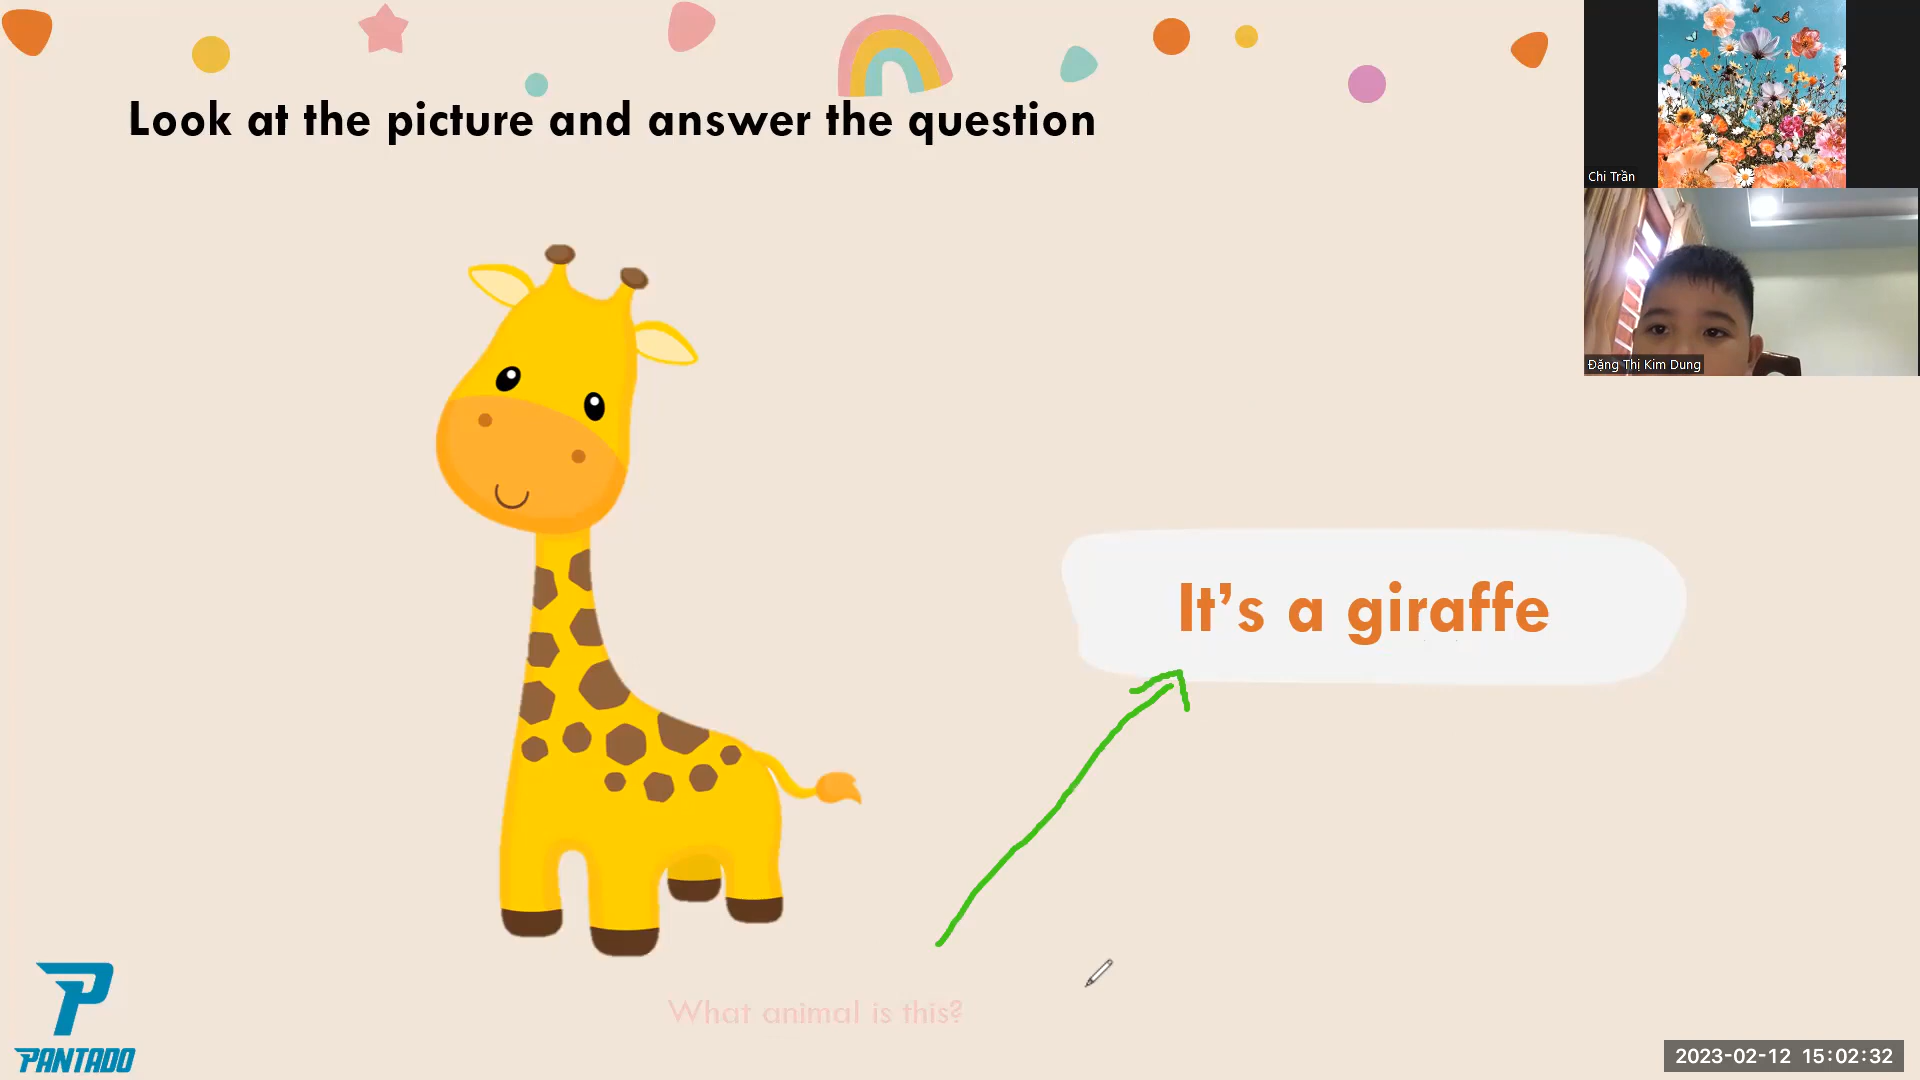 Look at the picture and answer the question
Chi Trần
Đặng Thị Kim Dung
It's a giraffe
What animal is this?
PANTADO
2023-02-12 15:02:32